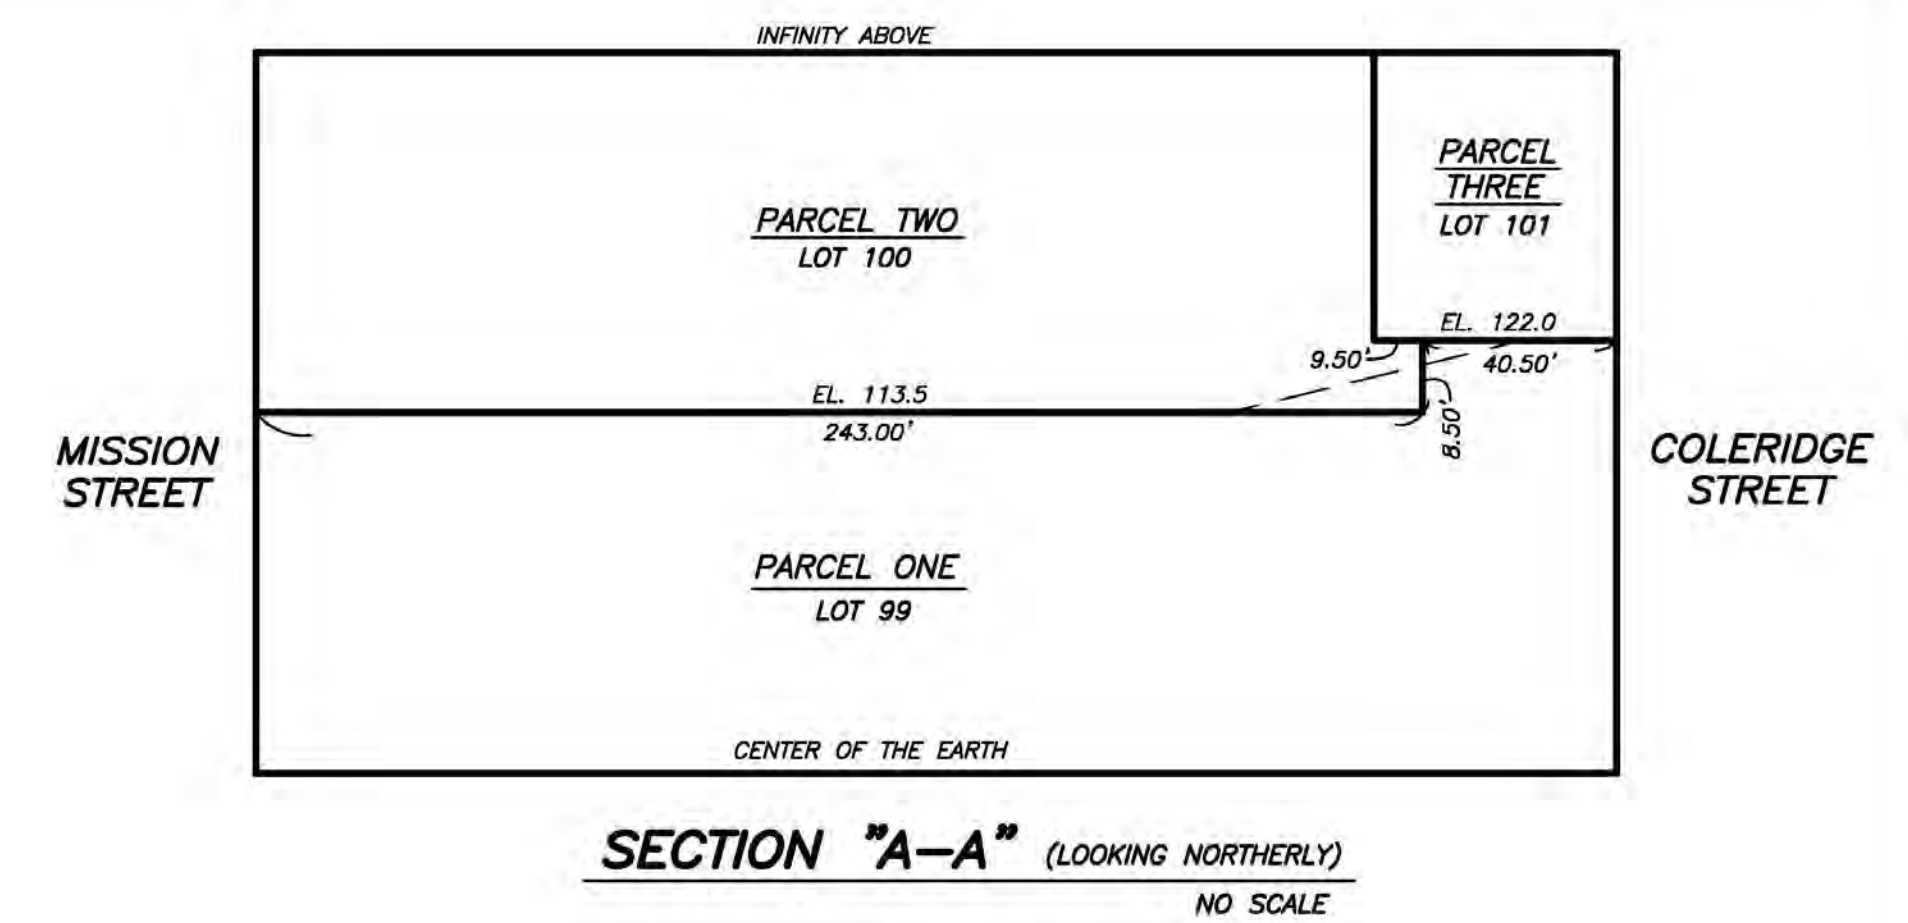 INFINITY ABOVE
PARCEL
THREE
LOT 101
PARCEL TWO
LOT 100
EL. 122.0
9.50'
40.50'
EL. 113.5
243.00'
8.50'
MISSION
STREET
COLERIDGE
STREET
PARCEL ONE
LOT 99
CENTER OF THE EARTH
SECTION "A-A" (LOOKING NORTHERLY)
NO SCALE